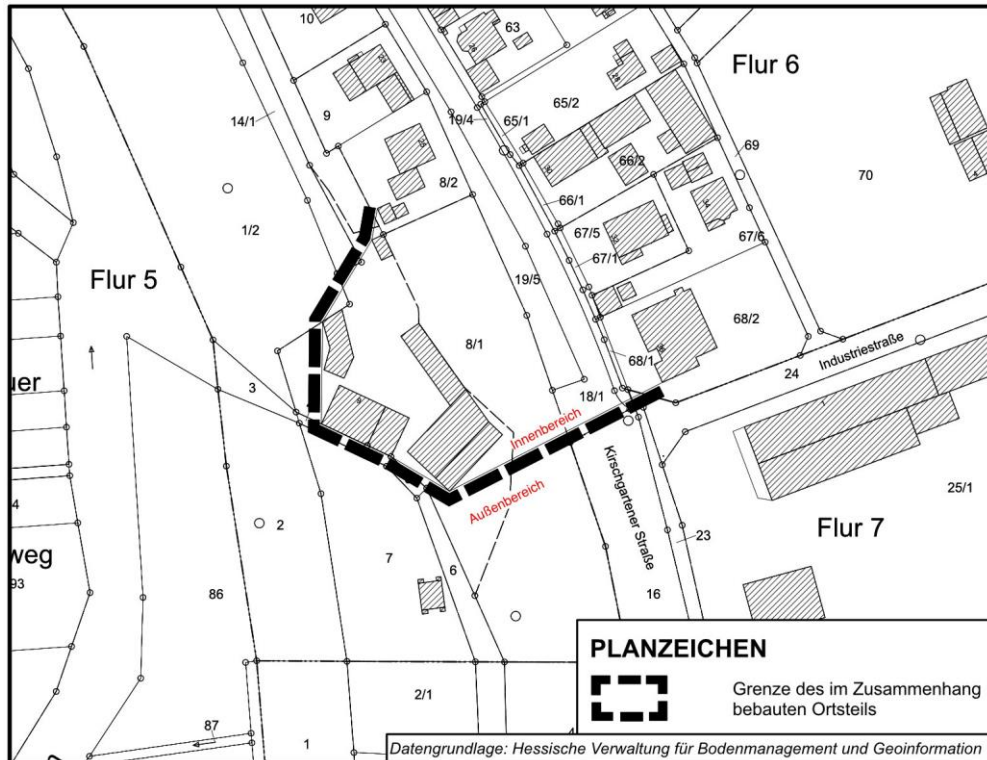 10
63
Flur 6
65/2
14/1
9
19/4
65/1
8/2
66/2
69
70
66/1
1/2
67/5
67/1
67/6
Flur 5
19/5
8/1
68/2
68/1
Industriestraße
24
3
18/1
Innenbereich
Außenbereich
Kirschgartener Straße
25/1
2
7
6
Flur 7
23
86
16
weg
93
2/1
87
1
PLANZEICHEN
Grenze des im Zusammenhang
bebauten Ortsteils
Datengrundlage: Hessische Verwaltung für Bodenmanagement und Geoinformation